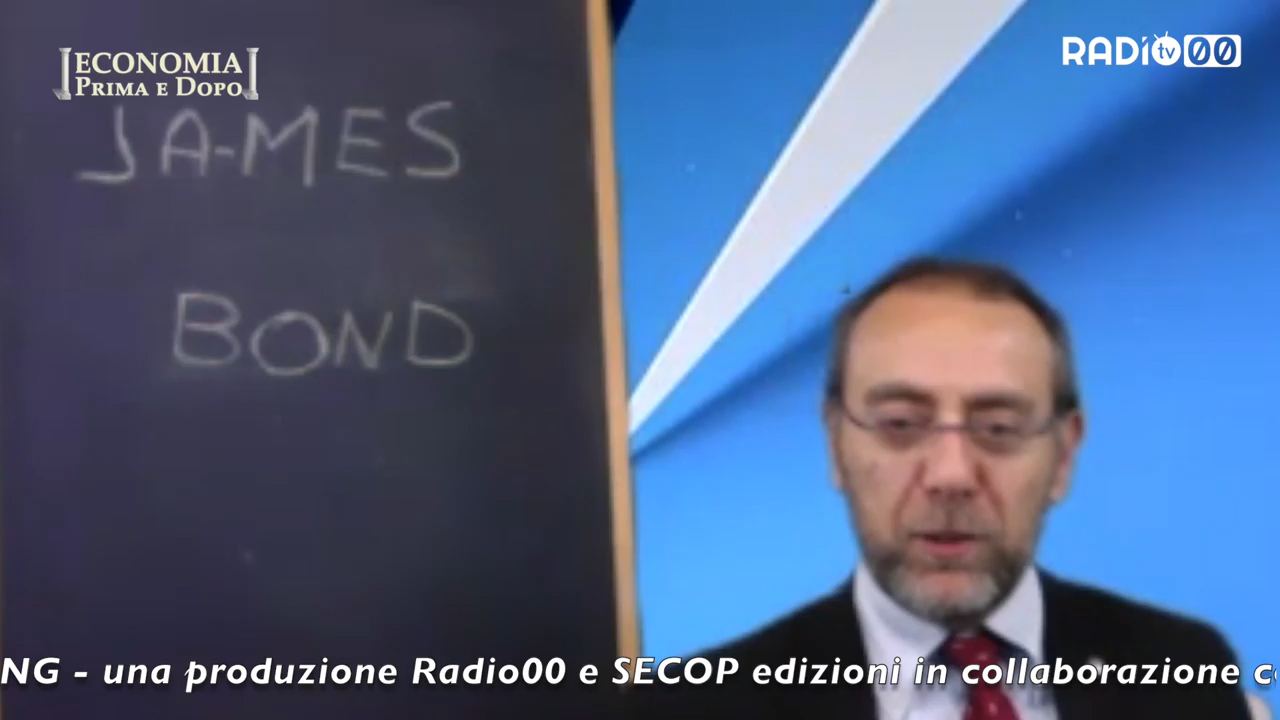 ECONOMIA
PRIMA E DOPO
RADIO tv 00
JA-MES
BOND
NG - una produzione Radio00 e SECOP edizioni in collaborazione